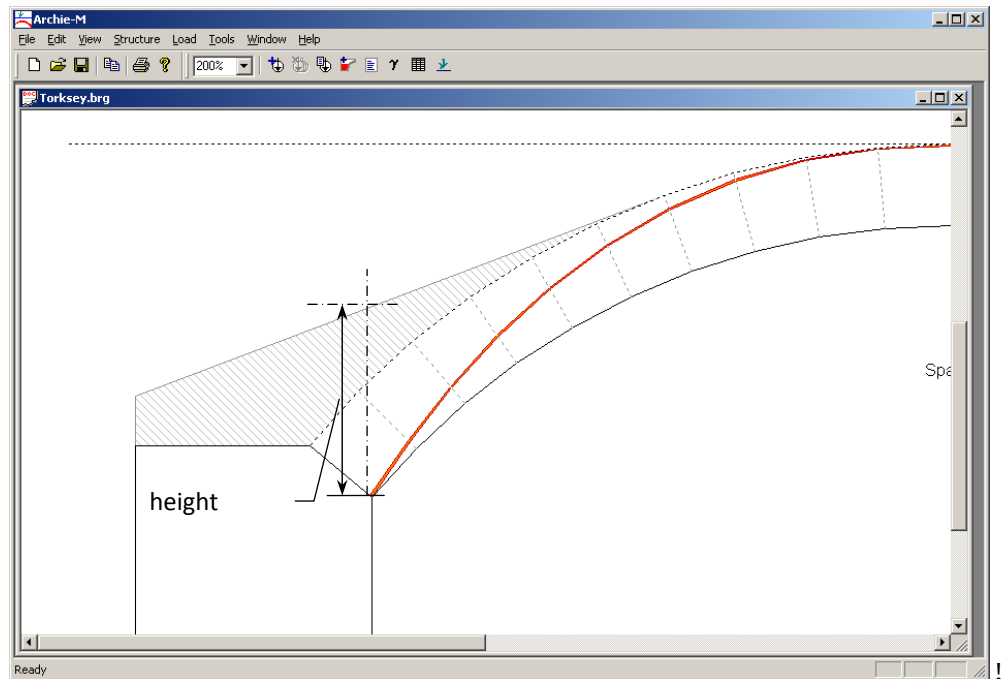 Archie-M
File Edit View Structure Load Tools Window Help
200%
Torksey.brg
Spa
height
Ready
!